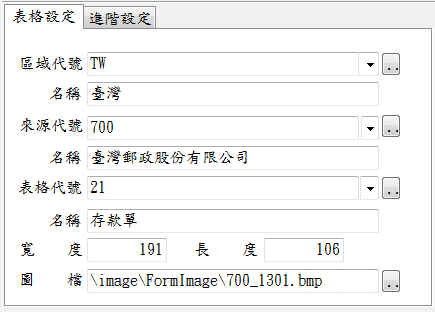 表格設定 進階設定
區域代號 TW ..
名稱 臺灣
來源代號 700 ..
名稱 臺灣郵政股份有限公司
表格代號 21 ..
名稱 存款單
寬 度 191 長 度 106
圖 檔 \image\FormImage\700_1301.bmp ..